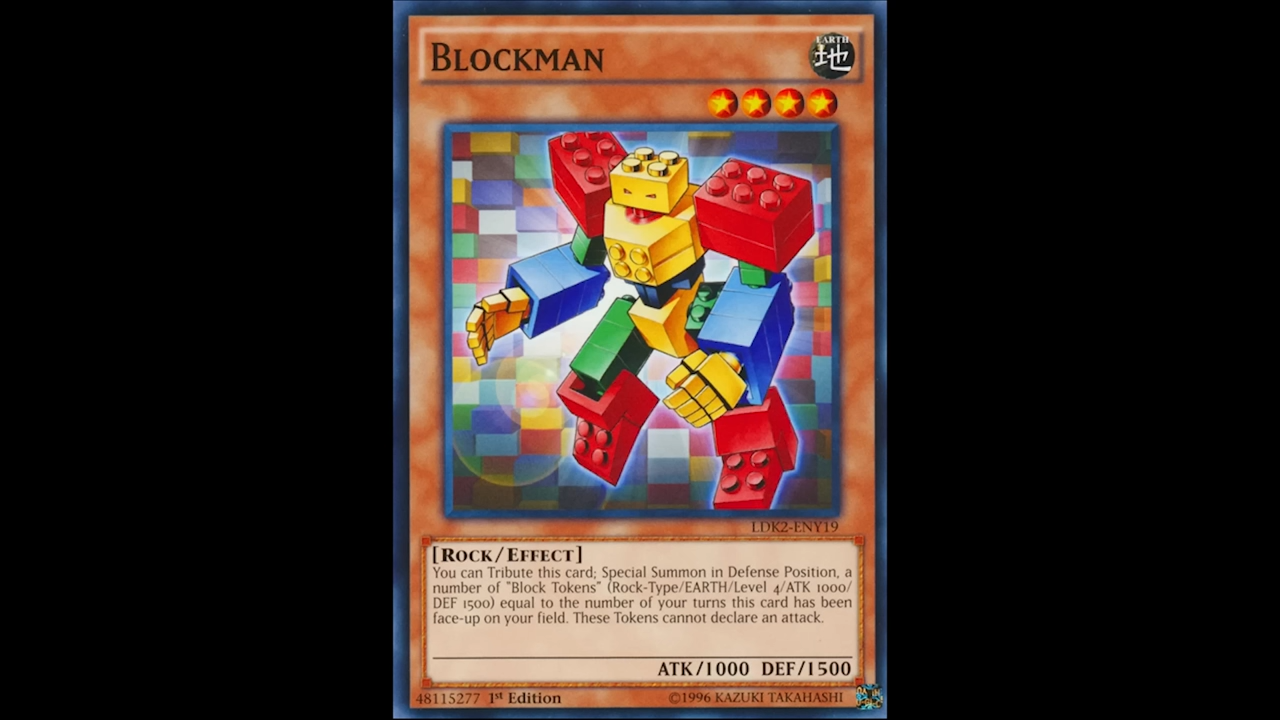 BLOCKMAN
EARTH
地
LDK2-ENY19
[ROCK/EFFECT]
You can Tribute this card; Special Summon in Defense Position, a
number of "Block Tokens" (Rock-Type/EARTH/Level 4/ATK 1000/
DEF 1500) equal to the number of your turns this card has been
face-up on your field. These Tokens cannot declare an attack.
ATK/1000 DEF/1500
48115277 1st Edition ©1996 KAZUKI TAKAHASHI